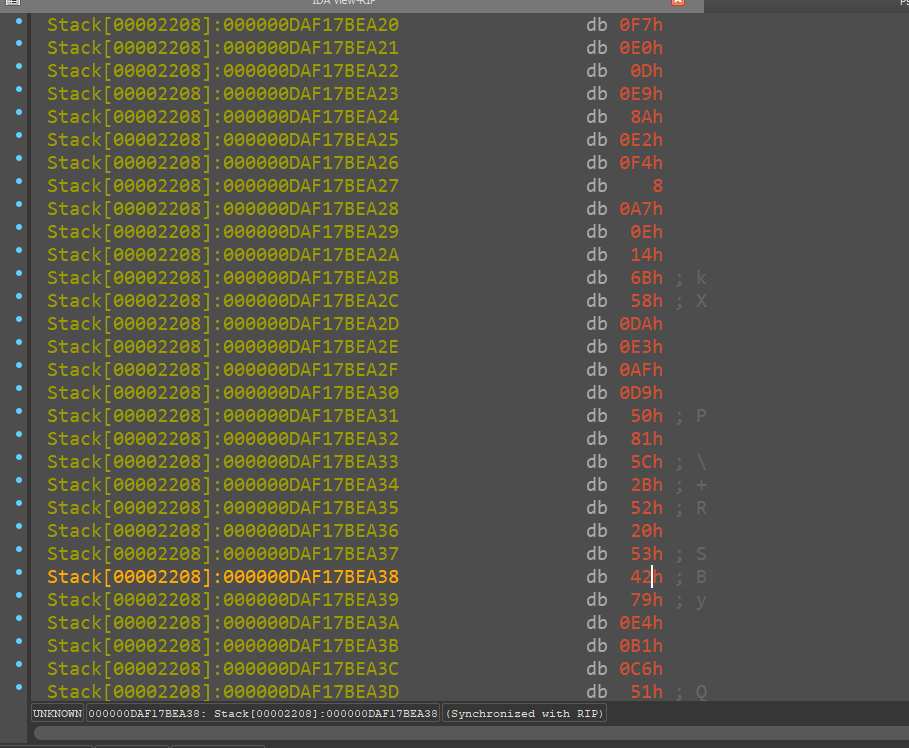 IDA View-RIP
Stack[00002208]:000000DAF17BEA20 db 0F7h
Stack[00002208]:000000DAF17BEA21 db 0E0h
Stack[00002208]:000000DAF17BEA22 db 0Dh
Stack[00002208]:000000DAF17BEA23 db 0E9h
Stack[00002208]:000000DAF17BEA24 db 8Ah
Stack[00002208]:000000DAF17BEA25 db 0E2h
Stack[00002208]:000000DAF17BEA26 db 0F4h
Stack[00002208]:000000DAF17BEA27 db 8
Stack[00002208]:000000DAF17BEA28 db 0A7h
Stack[00002208]:000000DAF17BEA29 db 0Eh
Stack[00002208]:000000DAF17BEA2A db 14h
Stack[00002208]:000000DAF17BEA2B db 6Bh ; k
Stack[00002208]:000000DAF17BEA2C db 58h ; X
Stack[00002208]:000000DAF17BEA2D db 0DAh
Stack[00002208]:000000DAF17BEA2E db 0E3h
Stack[00002208]:000000DAF17BEA2F db 0AFh
Stack[00002208]:000000DAF17BEA30 db 0D9h
Stack[00002208]:000000DAF17BEA31 db 50h ; P
Stack[00002208]:000000DAF17BEA32 db 81h
Stack[00002208]:000000DAF17BEA33 db 5Ch ; \
Stack[00002208]:000000DAF17BEA34 db 2Bh ; +
Stack[00002208]:000000DAF17BEA35 db 52h ; R
Stack[00002208]:000000DAF17BEA36 db 20h
Stack[00002208]:000000DAF17BEA37 db 53h ; S
Stack[00002208]:000000DAF17BEA38 db 42h ; B
Stack[00002208]:000000DAF17BEA39 db 79h ; y
Stack[00002208]:000000DAF17BEA3A db 0E4h
Stack[00002208]:000000DAF17BEA3B db 0B1h
Stack[00002208]:000000DAF17BEA3C db 0C6h
Stack[00002208]:000000DAF17BEA3D db 51h ; Q
UNKNOWN 000000DAF17BEA38: Stack[00002208]:000000DAF17BEA38 (Synchronized with RIP)